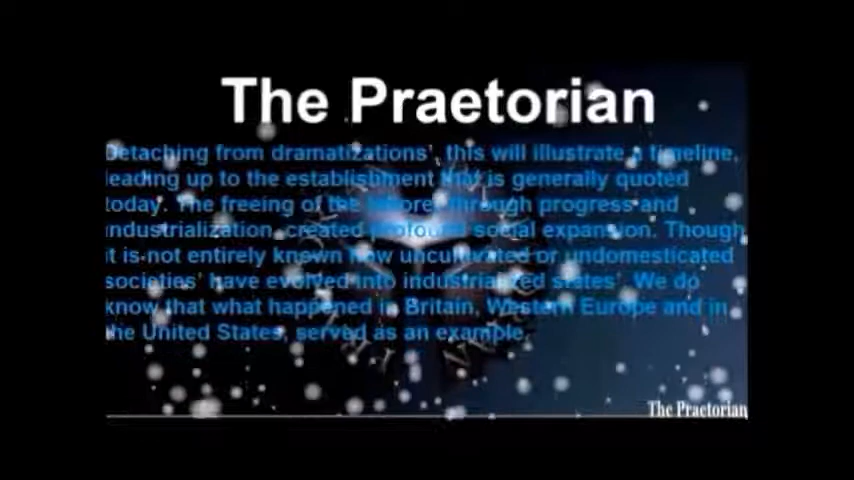 The Praetorian
Detaching from dramatizations', this will illustrate a timeline,
leading up to the establishment that is generally quoted
today. The freeing of the laborer through progress and
industrialization, created profound social expansion. Though
it is not entirely known how uncultivated or undomesticated
societies' have evolved into industrialized states'. We do
know that what happened in Britain, Western Europe and in
the United States, served as an example.
The Praetorian